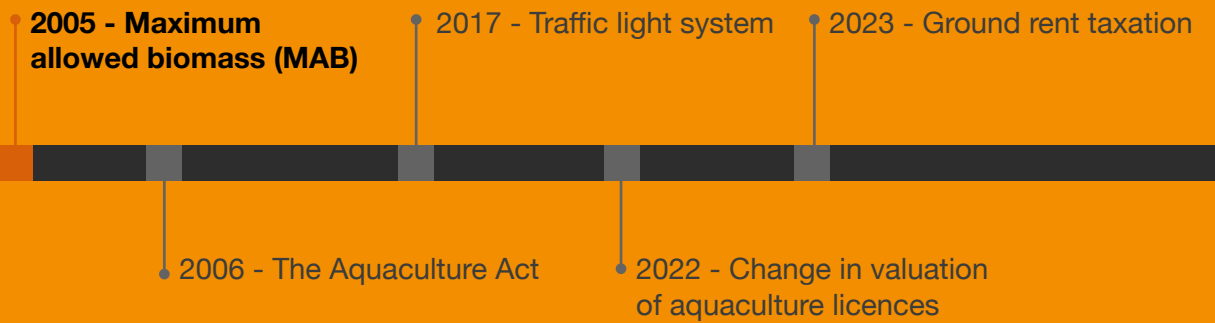 2005 - Maximum
allowed biomass (MAB)
2017 - Traffic light system
2023 - Ground rent taxation
2006 - The Aquaculture Act
2022 - Change in valuation
of aquaculture licences